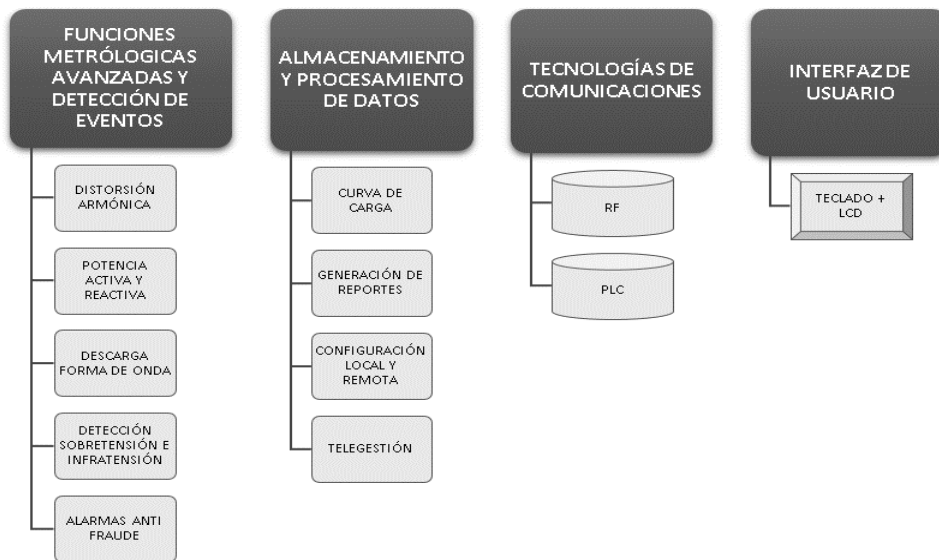 FUNCIONES
METRÓLOGICAS
AVANZADAS Y
DETECCIÓN DE
EVENTOS
DISTORSIÓN
ARMÓNICA
POTENCIA
ACTIVA Y
REACTIVA
DESCARGA
FORMA DE ONDA
DETECCIÓN
SOBRETENSIÓN E
INFRATENSIÓN
ALARMAS ANTI
FRAUDE
ALMACENAMIENTO
Y PROCESAMIENTO
DE DATOS
CURVA DE
CARGA
GENERACIÓN DE
REPORTES
CONFIGURACIÓN
LOCAL Y
REMOTA
TELEGESTIÓN
TECNOLOGÍAS DE
COMUNICACIONES
RF
PLC
INTERFAZ DE
USUARIO
TECLADO +
LCD